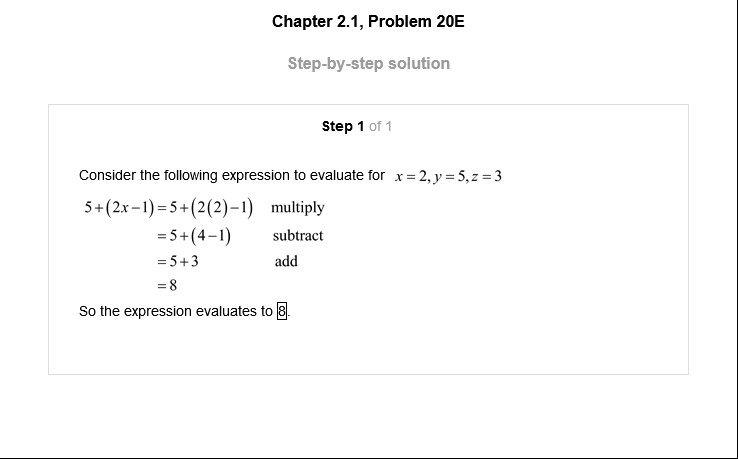 Chapter 2.1, Problem 20E
Step-by-step solution
Step 1 of 1
Consider the following expression to evaluate for x = 2, y = 5, z = 3
5+(2x−1)=5+(2(2)−1) multiply
=5+(4−1) subtract
=5+3 add
=8
So the expression evaluates to 8.